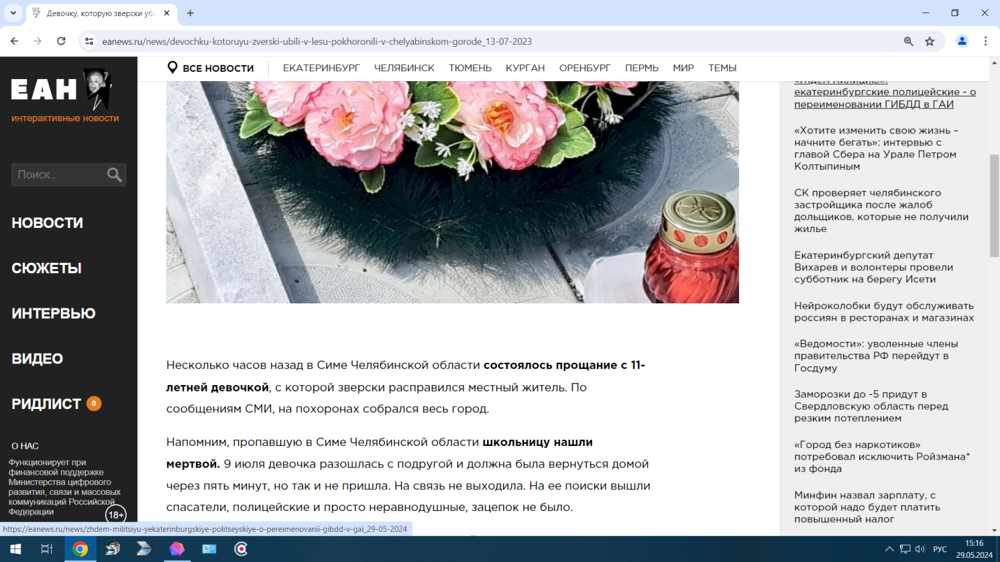 Девочку, которую зверски уб
eanews.ru/news/devochku-kotoruyu-zverski-ubili-v-lesu-pokhoronili-v-chelyabinskom-gorode_13-07-2023
ЕАН
интерактивные новости
Поиск..
НОВОСТИ
СЮЖЕТЫ
ИНТЕРВЬЮ
ВИДЕО
РИДЛИСТ 0
О НАС
Функционирует при
финансовой поддержке
Министерства цифрового
развития, связи и массовых
коммуникаций Российской
Федерации
18+
ВСЕ НОВОСТИ ЕКАТЕРИНБУРГ ЧЕЛЯБИНСК ТЮМЕНЬ КУРГАН ОРЕНБУРГ ПЕРМЬ МИР ТЕМЫ
Несколько часов назад в Симе Челябинской области состоялось прощание с 11-
летней девочкой, с которой зверски расправился местный житель. По
сообщениям СМИ, на похоронах собрался весь город.
Напомним, пропавшую в Симе Челябинской области школьницу нашли
мертвой. 9 июля девочка разошлась с подругой и должна была вернуться домой
через пять минут, но так и не пришла. На связь не выходила. На ее поиски вышли
спасатели, полицейские и просто неравнодушные, зацепок не было.
«Ждем милицию»:
екатеринбургские полицейские - о
переименовании ГИБДД в ГАИ
«Хотите изменить свою жизнь –
начните бегать»: интервью с
главой Сбера на Урале Петром
Колтыпиным
СК проверяет челябинского
застройщика после жалоб
дольщиков, которые не получили
жилье
Екатеринбургский депутат
Вихарев и волонтеры провели
субботник на берегу Исети
Нейроколобки будут обслуживать
россиян в ресторанах и магазинах
«Ведомости»: уволенные члены
правительства РФ перейдут в
Госдуму
Заморозки до -5 придут в
Свердловскую область перед
резким потеплением
«Город без наркотиков»
потребовал исключить Ройзмана*
из фонда
Минфин назвал зарплату, с
которой надо будет платить
повышенный налог
https://eanews.ru/news/zhdem-militsiyu-yekaterinburgskiye-politseyskiye-o-pereimenovanii-gibdd-v-gai_29-05-2024
РУС
15:16
29.05.2024